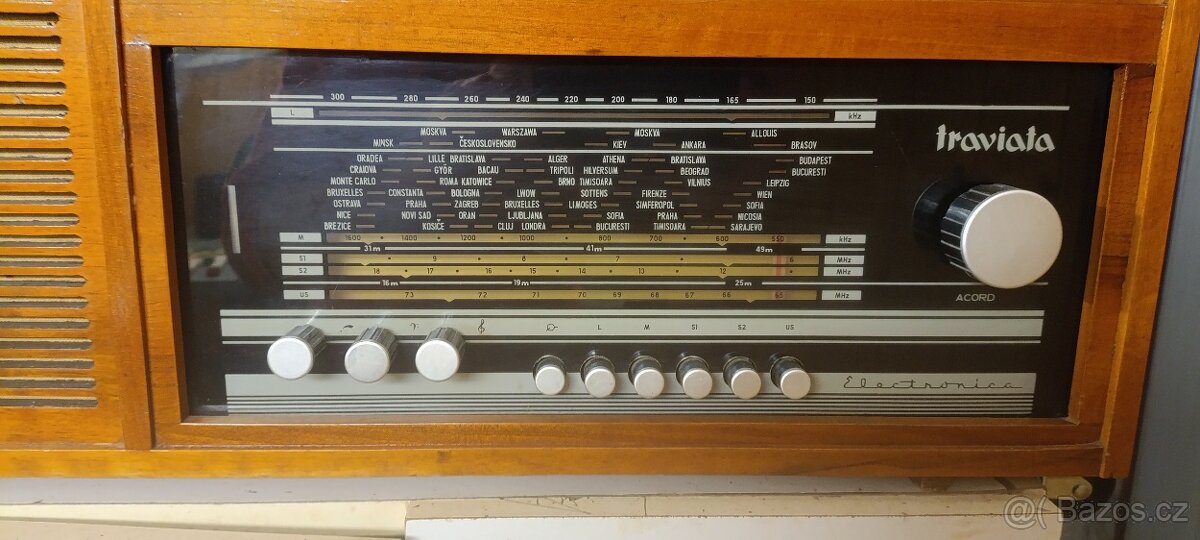 300 280 260 240 220 200 180 165 150
L kHz
MOSKVA WARSZAWA MOSKVA ALLOUIS
MINSK ČESKOSLOVENSKO KIEV ANKARA BRASOV
traviata
ORADEA LILLE BRATISLAVA ALGER ATHENA BRATISLAVA BUDAPEST
CRAIOVA GYÖR BACAU TRIPOLI HILVERSUM BEOGRAD BUCURESTI
MONTE CARLO ROMA KATOWICE BRNO TIMISOARA VILNIUS LEIPZIG
BRUXELLES CONSTANTA BOLOGNA LWOW SOTTENS FIRENZE WIEN
OSTRAVA PRAHA ZAGREB BRUXELLES LIMOGES SIMFEROPOL SOFIA
NICE NOVI SAD ORAN LJUBLJANA SOFIA PRAHA NICOSIA
BREZICE KOSIČE CLUJ LONDRA BUCURESTI TIMISOARA SARAJEVO
M 1600 1400 1200 1000 800 700 600 550 kHz
31m 41m 49m
S1 9 8 7 6 MHz
S2 18 17 16 15 14 13 12 MHz
16m 19m 25m
US 73 72 71 70 69 68 67 66 65 MHz
ACORD
L M S1 S2 US
Electronica
@ Bazos.cz